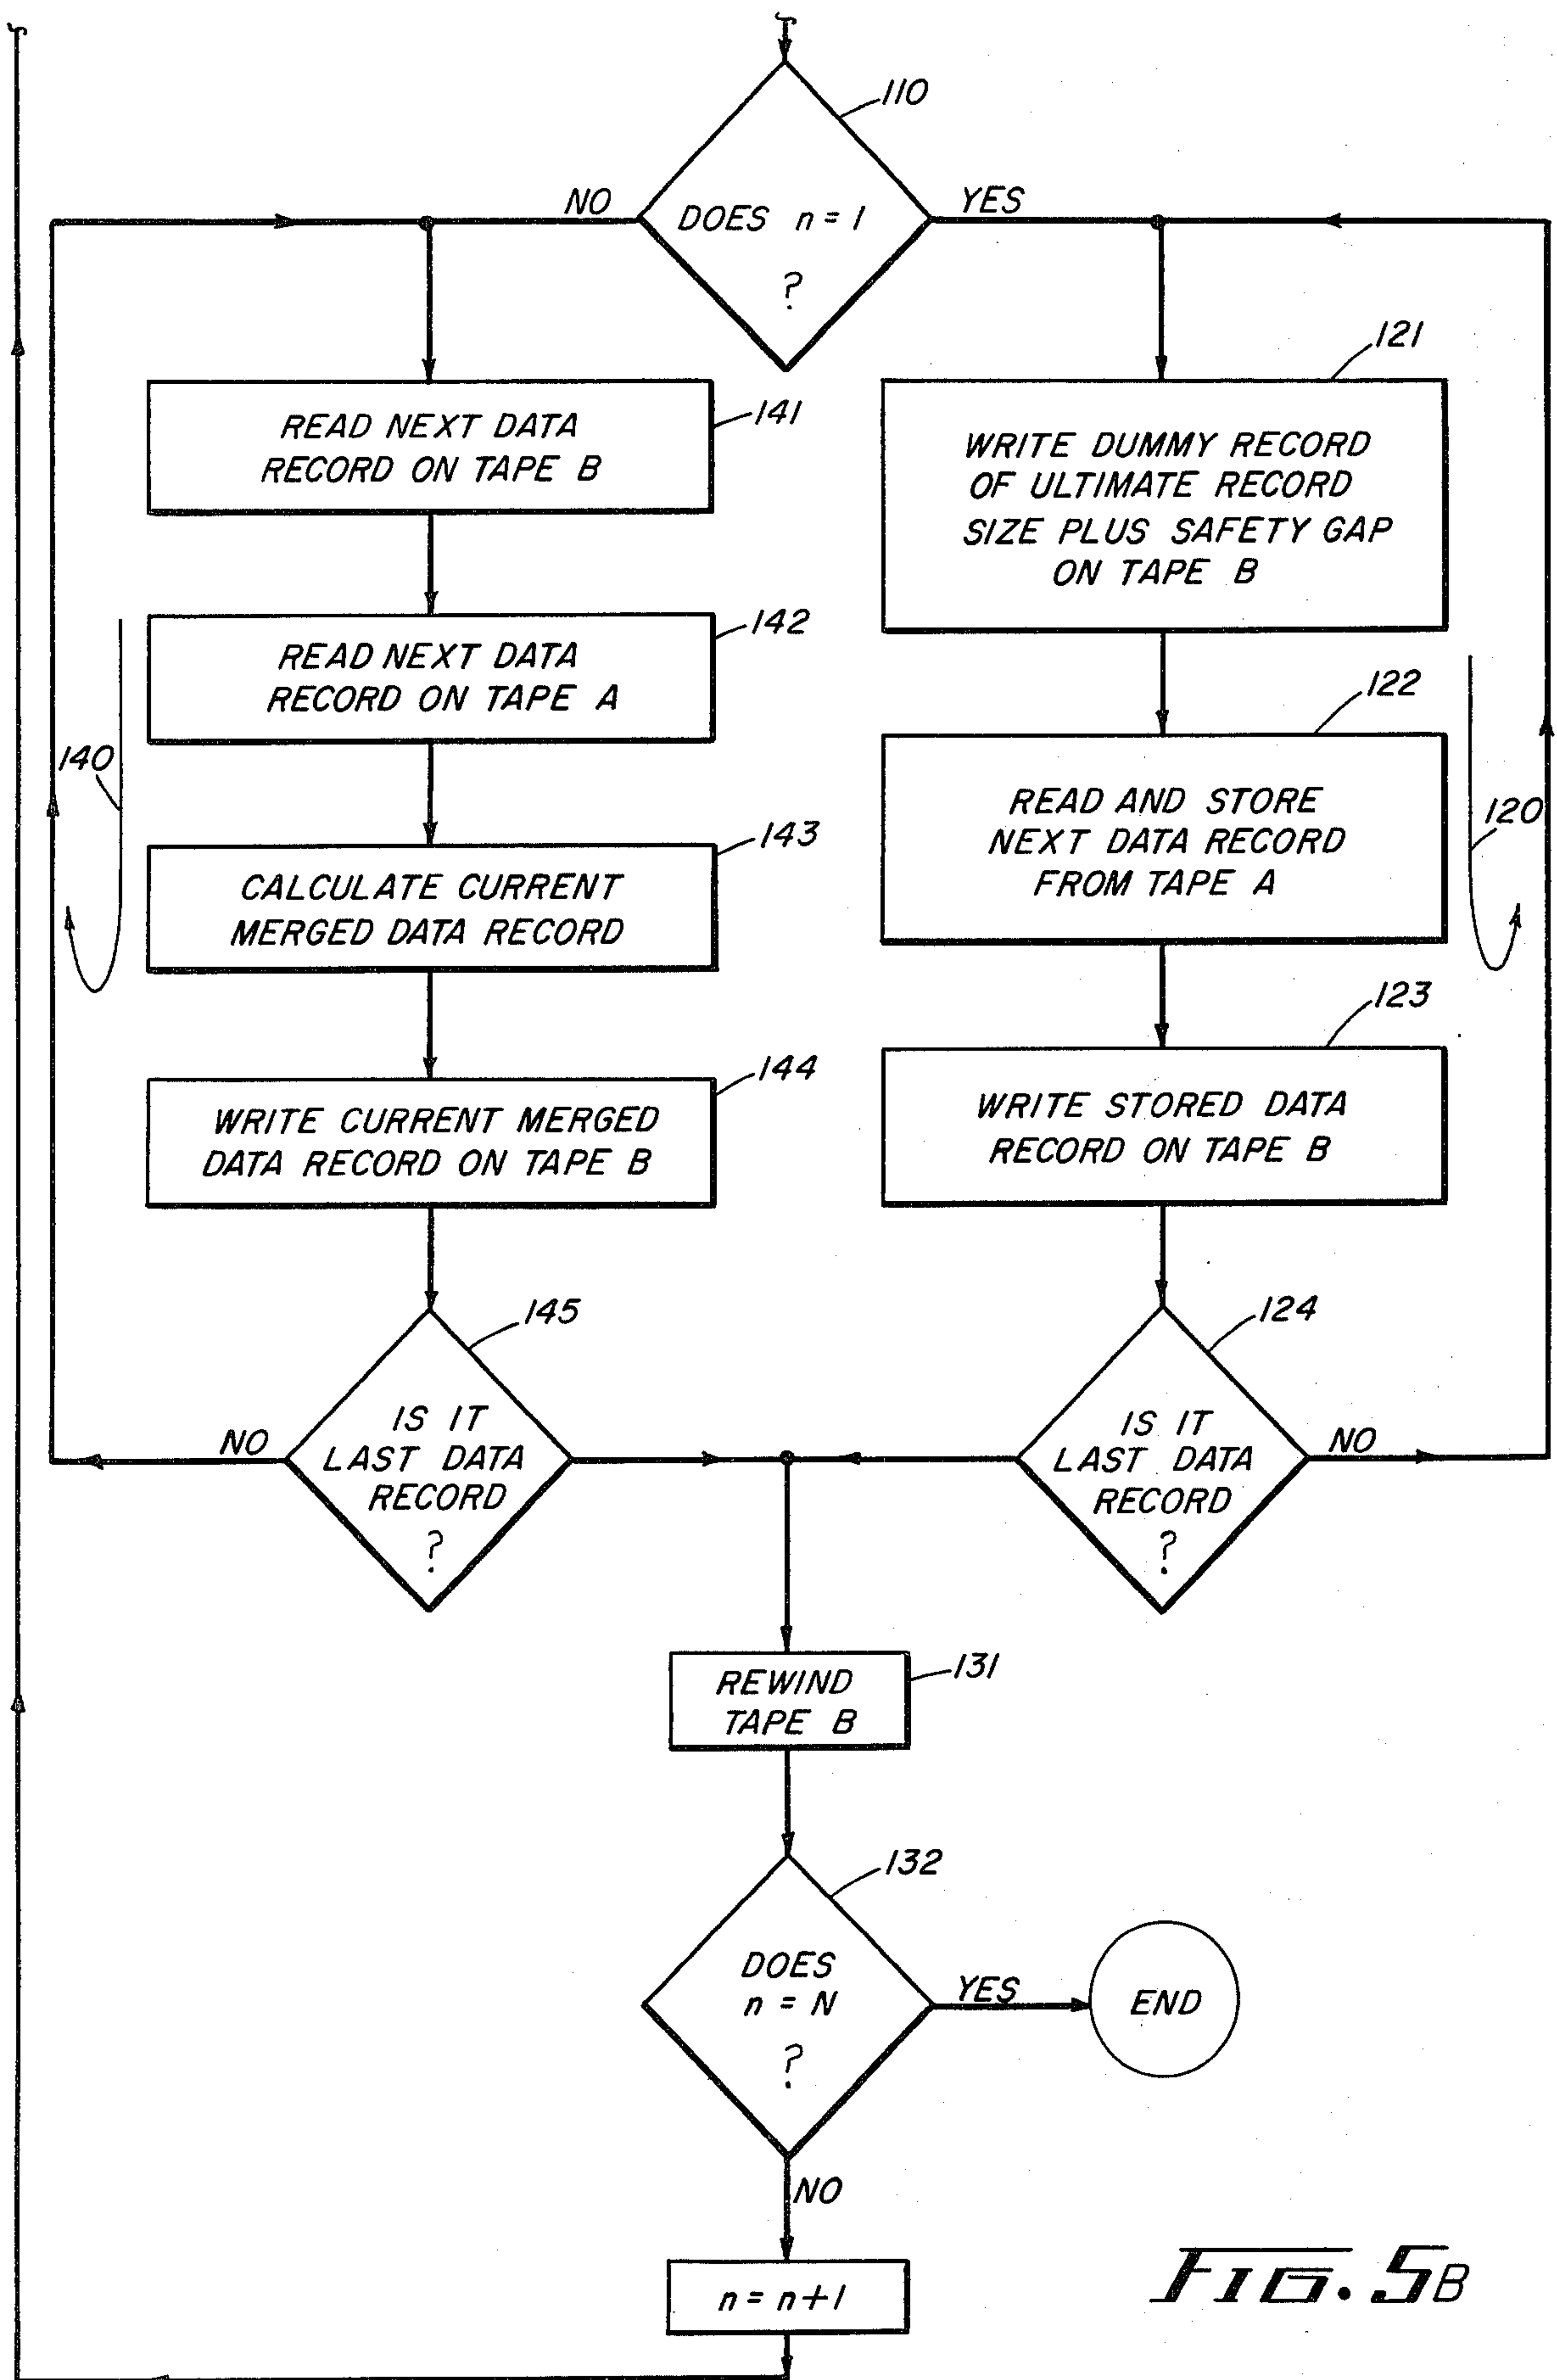 110
NO
YES
DOES n = 1
?
121
141
READ NEXT DATA
RECORD ON TAPE B
WRITE DUMMY RECORD
OF ULTIMATE RECORD
SIZE PLUS SAFETY GAP
ON TAPE B
142
READ NEXT DATA
RECORD ON TAPE A
122
140
120
READ AND STORE
NEXT DATA RECORD
FROM TAPE A
143
CALCULATE CURRENT
MERGED DATA RECORD
123
144
WRITE CURRENT MERGED
DATA RECORD ON TAPE B
WRITE STORED DATA
RECORD ON TAPE B
145
124
NO
IS IT
LAST DATA
RECORD
?
IS IT
LAST DATA
RECORD
?
NO
131
REWIND
TAPE B
132
DOES
n = N
?
YES
END
NO
n = n+1
FIG. 5B